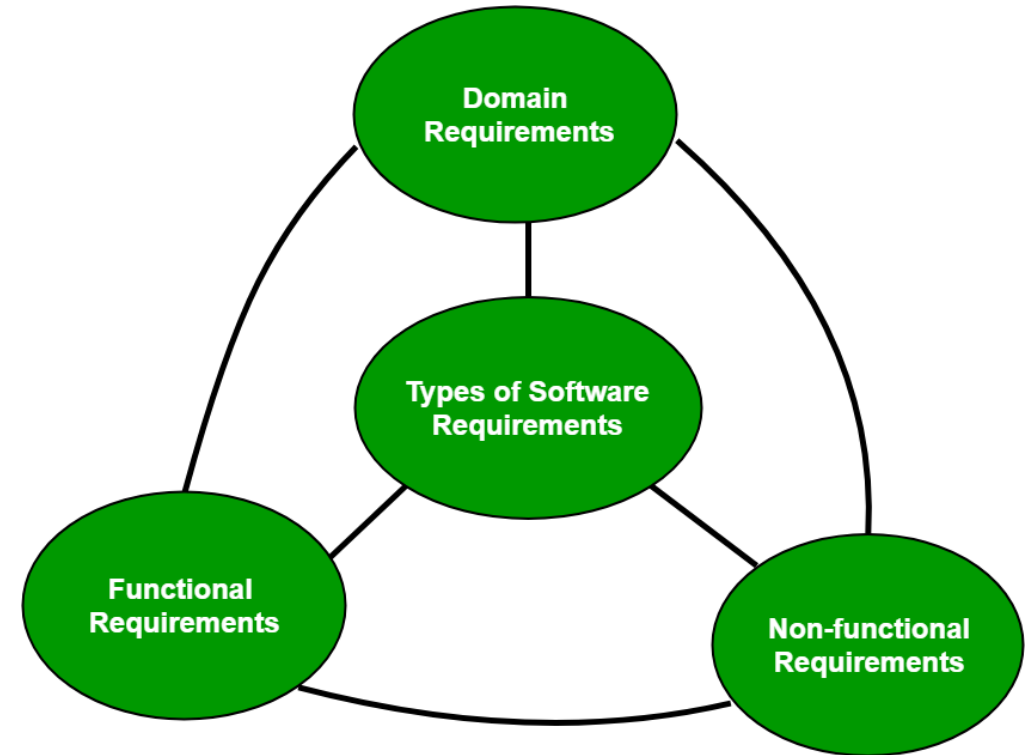 Domain
Requirements
Types of Software
Requirements
Functional
Requirements
Non-functional
Requirements